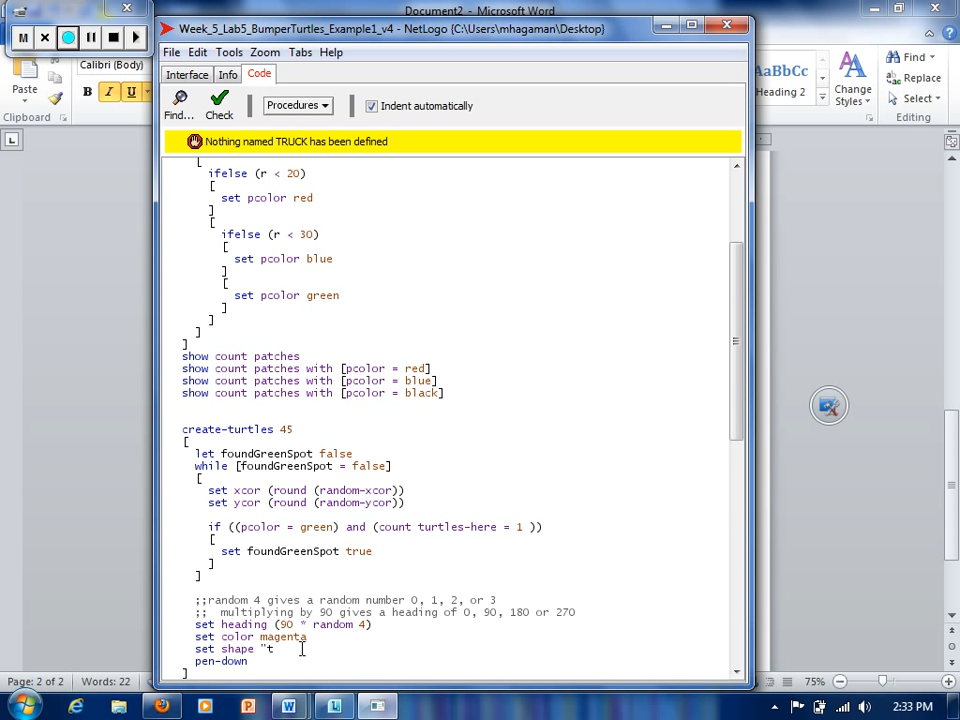 Document2 - Microsoft Word
Week_5_Lab5_BumperTurtles_Example1_v4 - NetLogo {C:\Users\mhagaman\Desktop}
M
File Edit Tools Zoom Tabs Help
Calibri (Body)
Find
Interface Info Code
Paste
AaBbCc
Replace
B I U
Heading 2
Change
Styles
Select
Find... Check Procedures Indent automatically
Clipboard
Editing
L
Nothing named TRUCK has been defined
[
ifelse (r < 20)
[
set pcolor red
]
[
ifelse (r < 30)
[
set pcolor blue
]
[
set pcolor green
]
]
]
]
show count patches
show count patches with [pcolor = red]
show count patches with [pcolor = blue]
show count patches with [pcolor = black]
create-turtles 45
[
let foundGreenSpot false
while [foundGreenSpot = false]
[
set xcor (round (random-xcor))
set ycor (round (random-ycor))
if ((pcolor = green) and (count turtles-here = 1 ))
[
set foundGreenSpot true
]
]
;;random 4 gives a random number 0, 1, 2, or 3
;; multiplying by 90 gives a heading of 0, 90, 180 or 270
set heading (90 * random 4)
set color magenta
set shape "t
pen-down
]
Page: 2 of 2 Words: 22
75%
2:33 PM